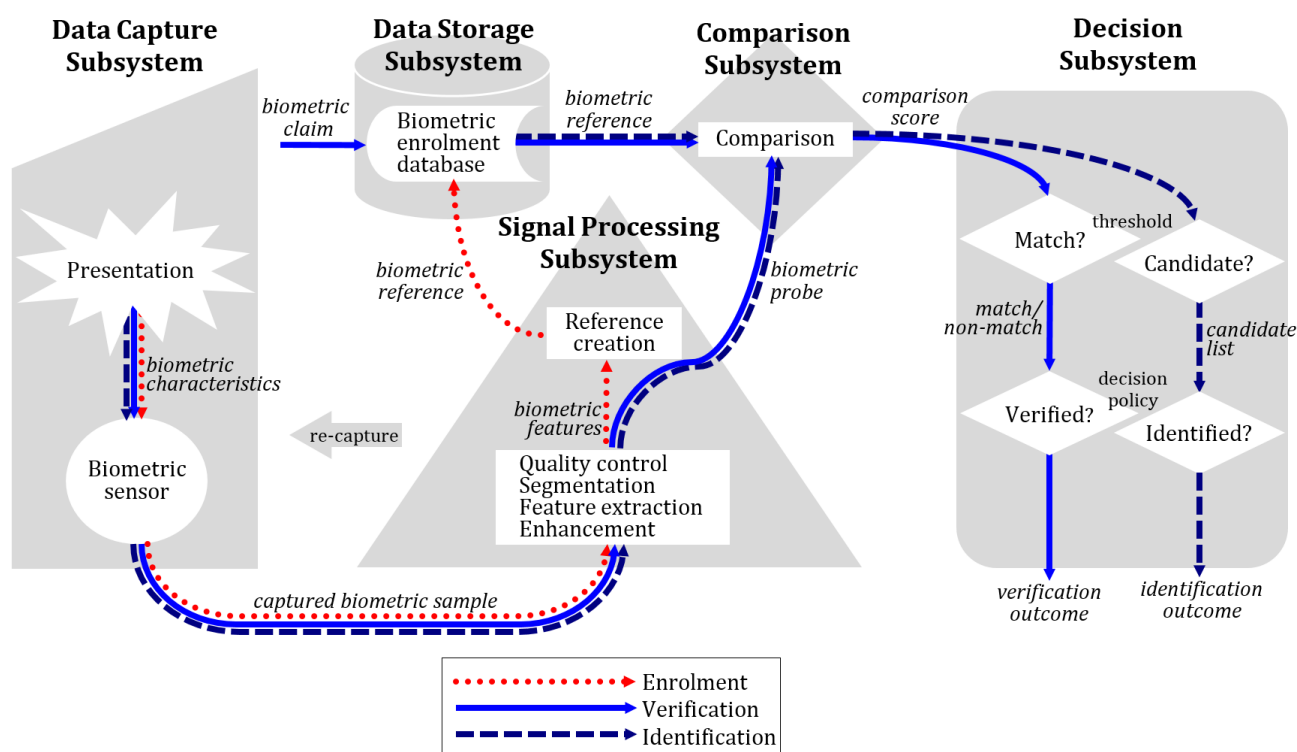 Data Capture
Subsystem
Data Storage
Subsystem
Comparison
Subsystem
Decision
Subsystem
biometric
claim
Biometric
enrolment
database
biometric
reference
Comparison
comparison
score
Presentation
biometric
characteristics
Biometric
sensor
re-capture
captured biometric sample
Signal Processing
Subsystem
biometric
reference
Reference
creation
biometric
features
biometric
probe
Quality control
Segmentation
Feature extraction
Enhancement
threshold
Match?
Candidate?
match/
non-match
candidate
list
decision
policy
Verified?
Identified?
verification
outcome
identification
outcome
Enrolment
Verification
Identification